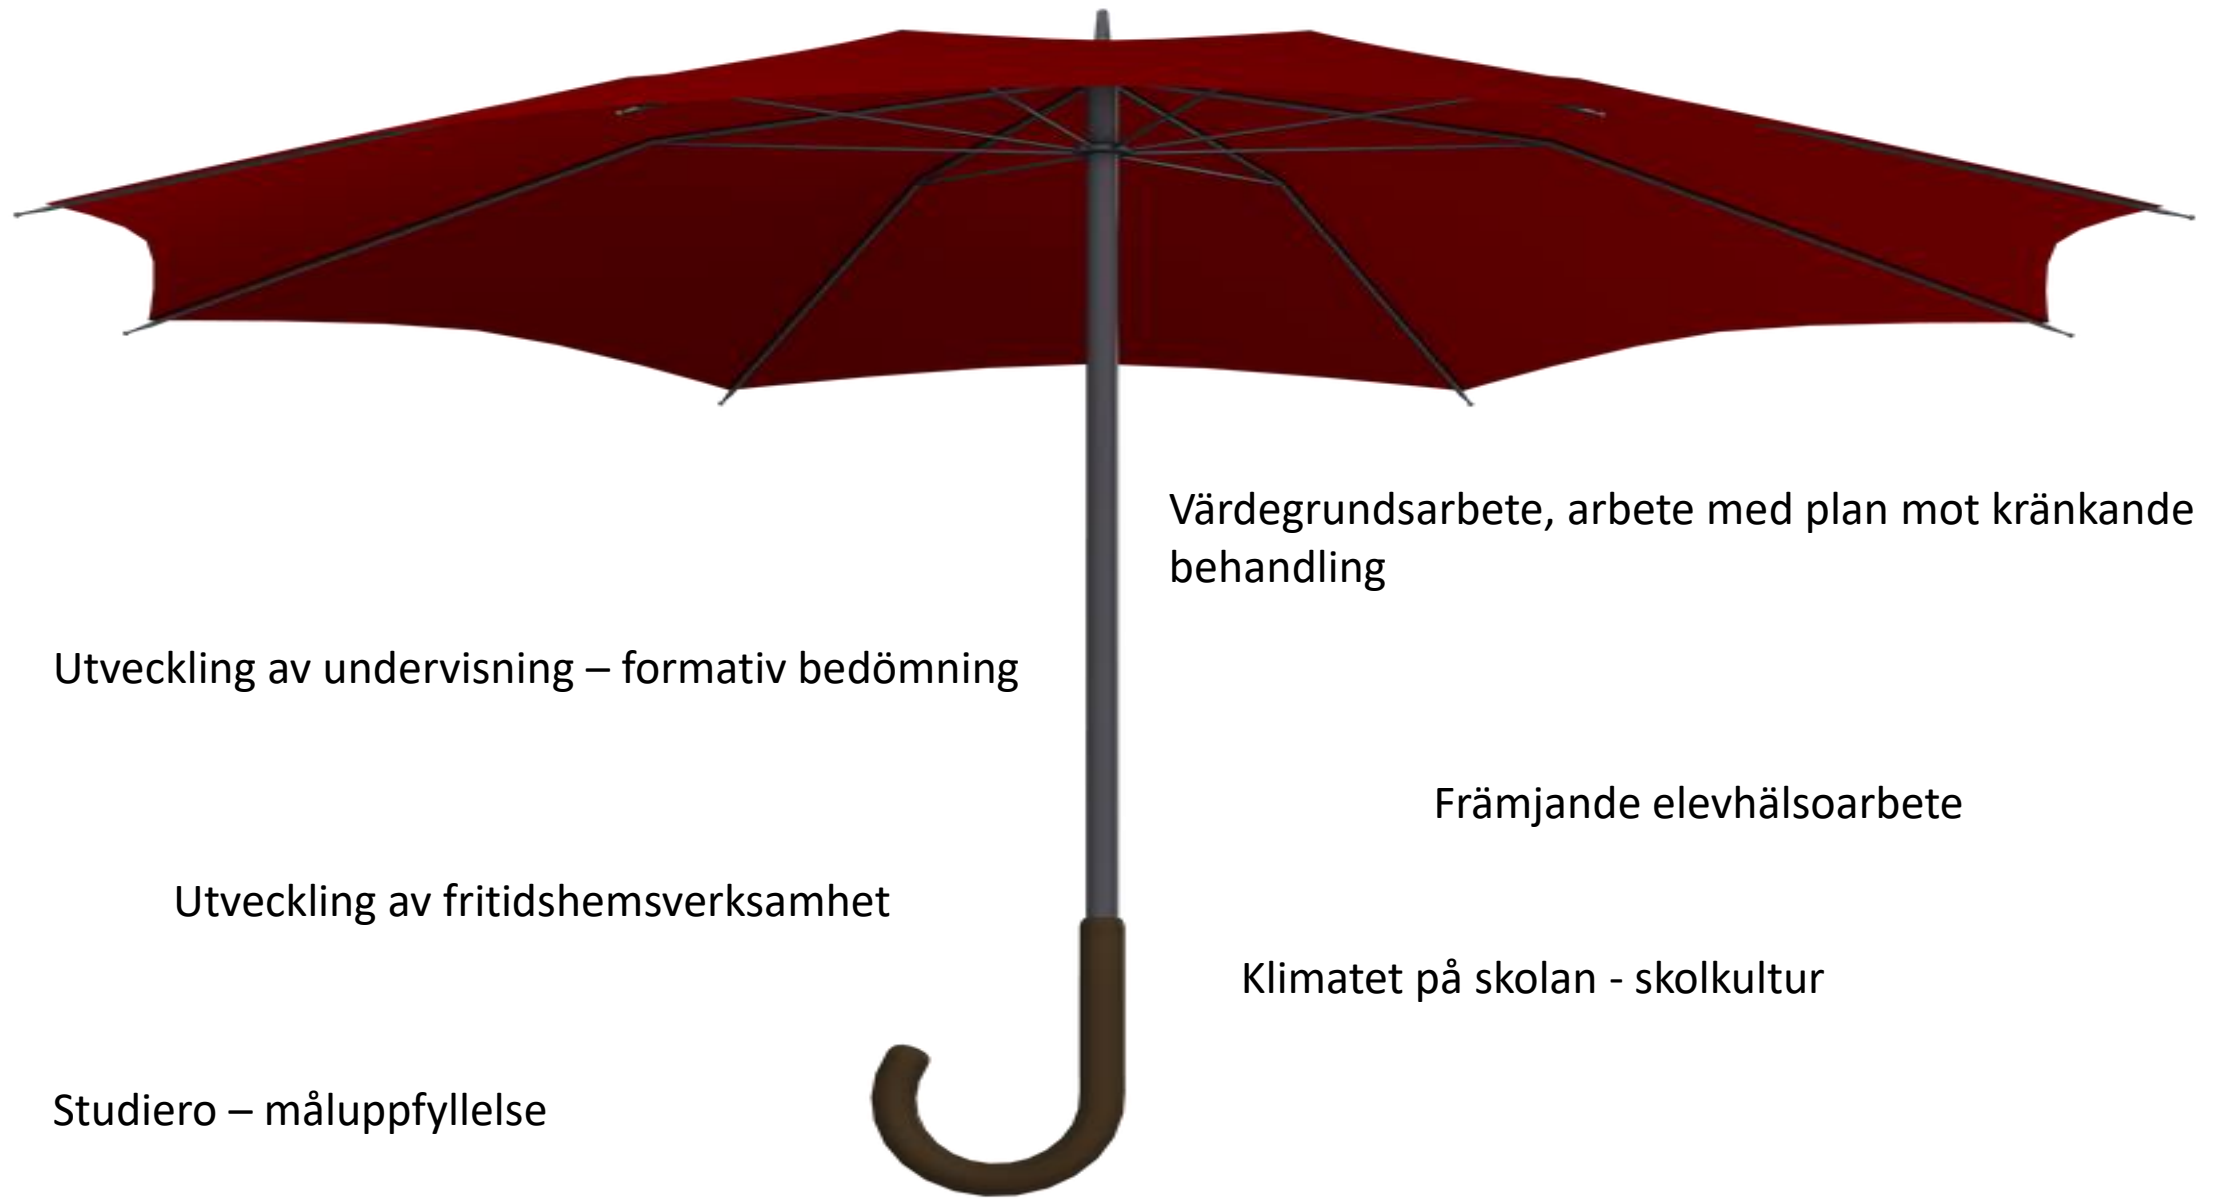 Värdegrundsarbete, arbete med plan mot kränkande
behandling
Utveckling av undervisning – formativ bedömning
Främjande elevhälsoarbete
Utveckling av fritidshemsverksamhet
Klimatet på skolan - skolkultur
Studiero – måluppfyllelse